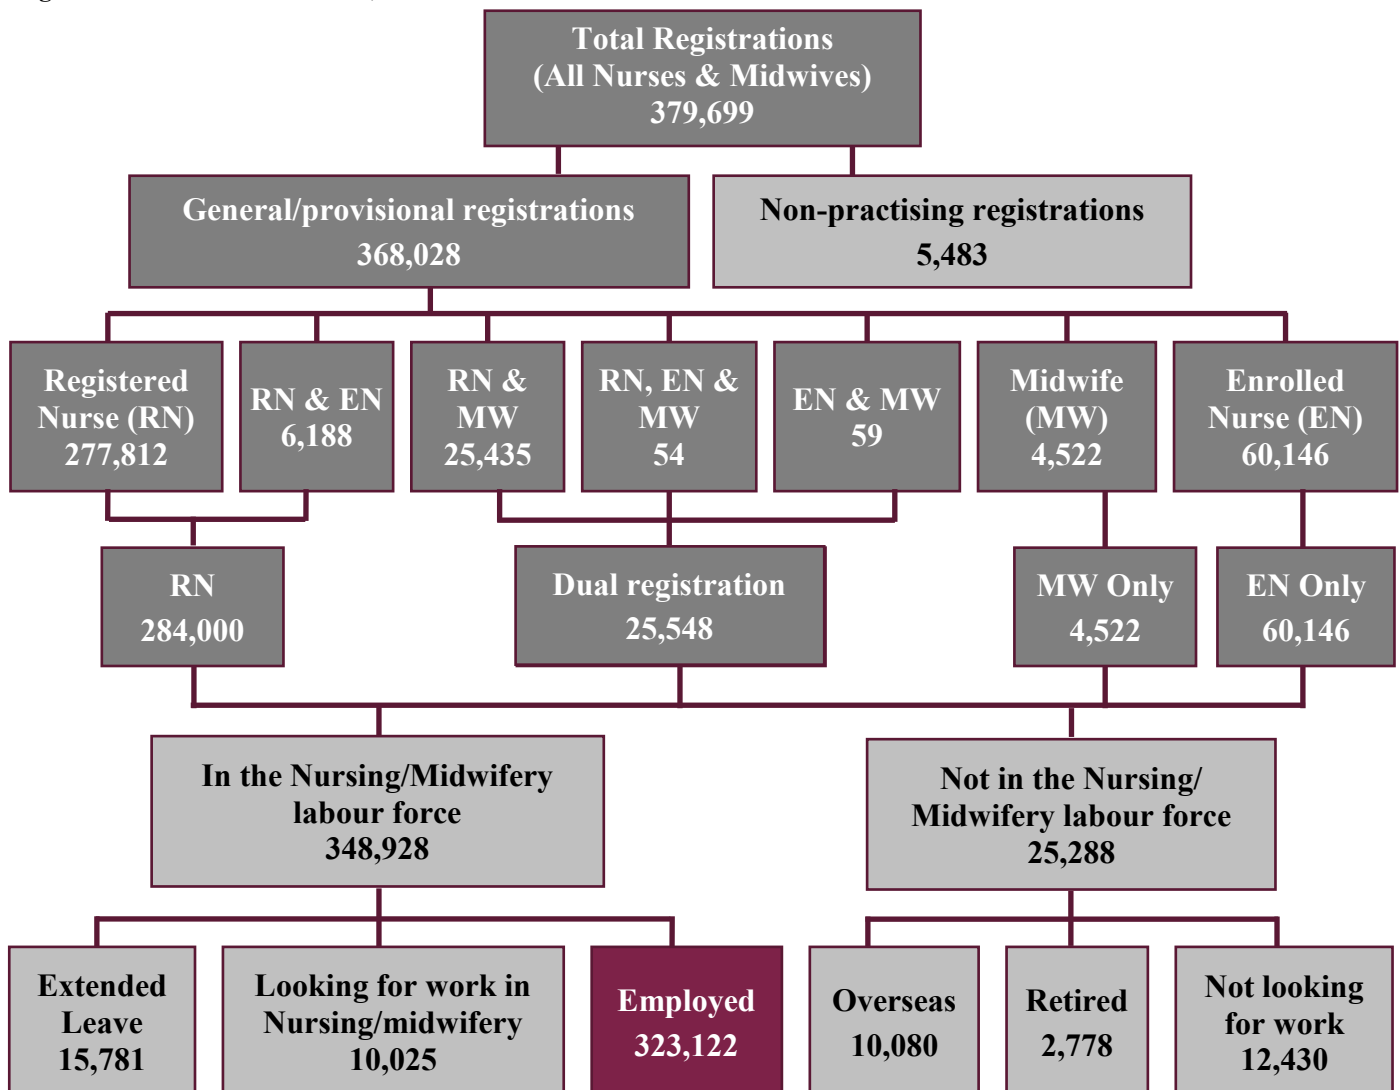 Total Registrations
(All Nurses & Midwives)
379,699
General/provisional registrations
368,028
Non-practising registrations
5,483
Registered
Nurse (RN)
277,812
RN & EN
6,188
RN &
MW
25,435
RN, EN &
MW
54
EN & MW
59
Midwife
(MW)
4,522
Enrolled
Nurse (EN)
60,146
RN
284,000
Dual registration
25,548
MW Only
4,522
EN Only
60,146
In the Nursing/Midwifery
labour force
348,928
Not in the Nursing/
Midwifery labour force
25,288
Extended
Leave
15,781
Looking for work in
Nursing/midwifery
10,025
Employed
323,122
Overseas
10,080
Retired
2,778
Not looking
for work
12,430